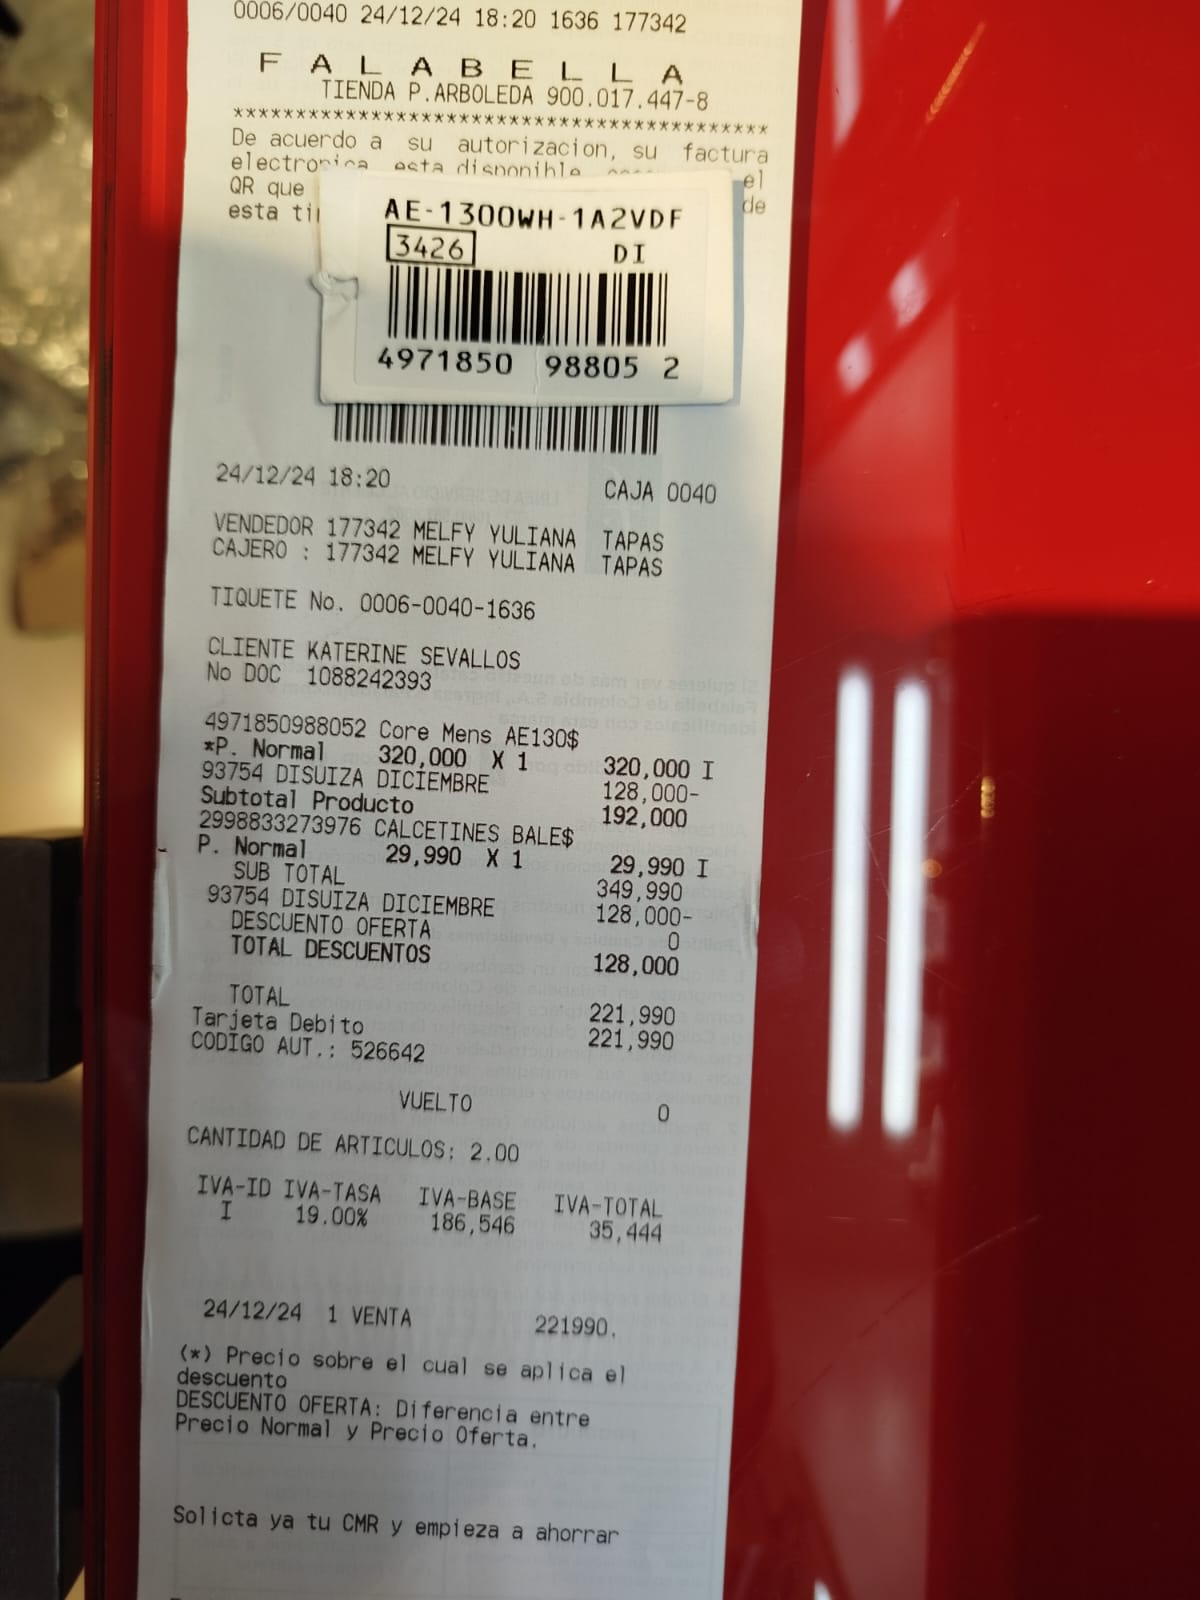 0006/0040 24/12/24 18:20 1636 177342
F A L A B E L L A
TIENDA P.ARBOLEDA 900.017.447-8
********************************************
De acuerdo a su autorizacion, su factura
electronica esta disponible el
QR que de
esta
AE-1300WH-1A2VDF
3426 DI
4971850 98805 2
24/12/24 18:20 CAJA 0040
VENDEDOR 177342 MELFY YULIANA TAPAS
CAJERO : 177342 MELFY YULIANA TAPAS
TIQUETE No. 0006-0040-1636
CLIENTE KATERINE SEVALLOS
No DOC 1088242393
4971850988052 Core Mens AE130$
*P. Normal 320,000 X 1 320,000 I
93754 DISUIZA DICIEMBRE 128,000-
Subtotal Producto 192,000
2998833273976 CALCETINES BALE$
P. Normal 29,990 X 1 29,990 I
SUB TOTAL 349,990
93754 DISUIZA DICIEMBRE 128,000-
DESCUENTO OFERTA 0
TOTAL DESCUENTOS 128,000
TOTAL 221,990
Tarjeta Debito 221,990
CODIGO AUT.: 526642
VUELTO 0
CANTIDAD DE ARTICULOS: 2.00
IVA-ID IVA-TASA IVA-BASE IVA-TOTAL
I 19.00% 186,546 35,444
24/12/24 1 VENTA 221990.
(*) Precio sobre el cual se aplica el
descuento
DESCUENTO OFERTA: Diferencia entre
Precio Normal y Precio Oferta.
Solicta ya tu CMR y empieza a ahorrar